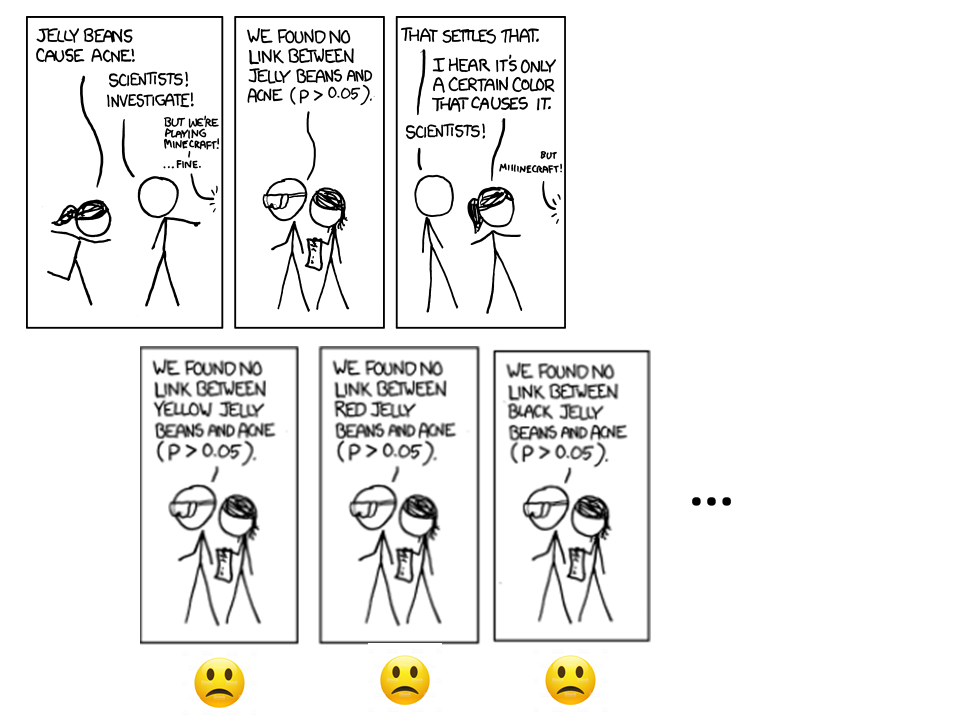 JELLY BEANS
CAUSE ACNE!
SCIENTISTS!
INVESTIGATE!
BUT WE'RE
PLAYING
MINECRAFT!
...FINE.
WE FOUND NO
LINK BETWEEN
JELLY BEANS AND
ACNE (P > 0.05).
THAT SETTLES THAT.
I HEAR IT'S ONLY
A CERTAIN COLOR
THAT CAUSES IT.
SCIENTISTS!
BUT
MIIIINECRAFT!
WE FOUND NO
LINK BETWEEN
YELLOW JELLY
BEANS AND ACNE
(P > 0.05).
WE FOUND NO
LINK BETWEEN
RED JELLY
BEANS AND ACNE
(P > 0.05).
WE FOUND NO
LINK BETWEEN
BLACK JELLY
BEANS AND ACNE
(P > 0.05).
...